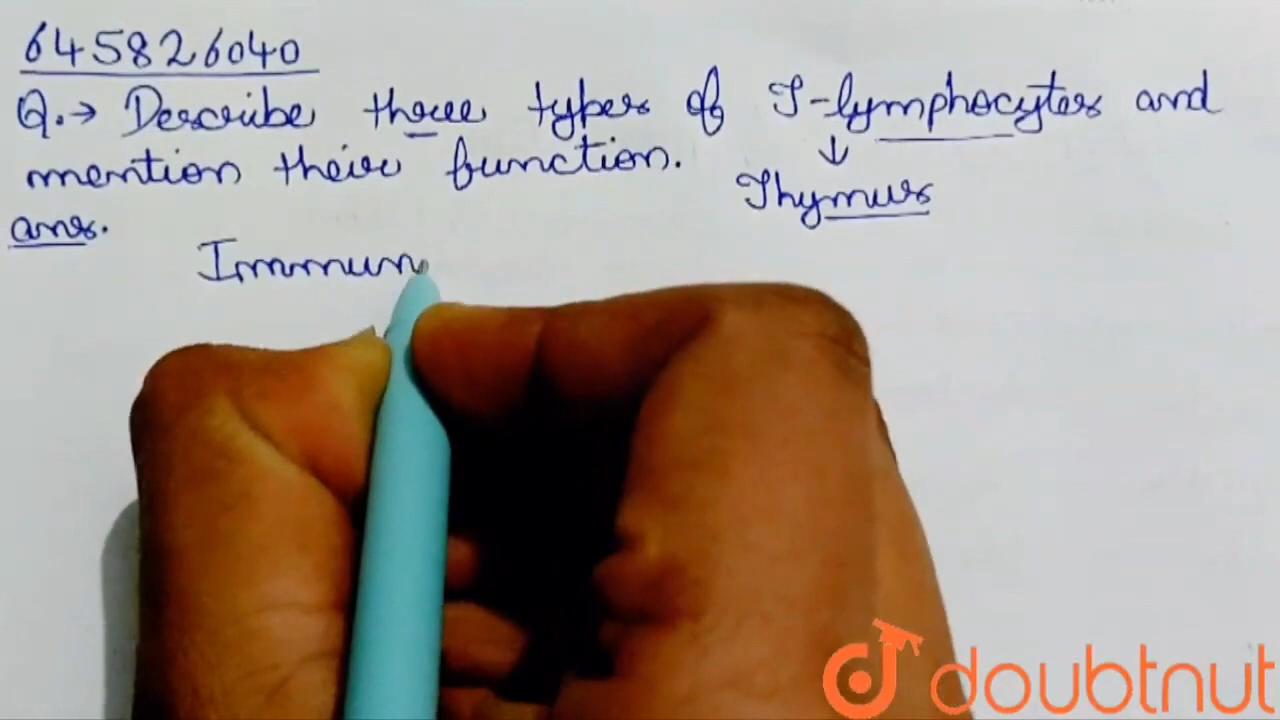 645826040
Q.→ Describe three types of T-lymphocytes and
↓
mention their function.
Thymus
ans.
Immun
doubtnut